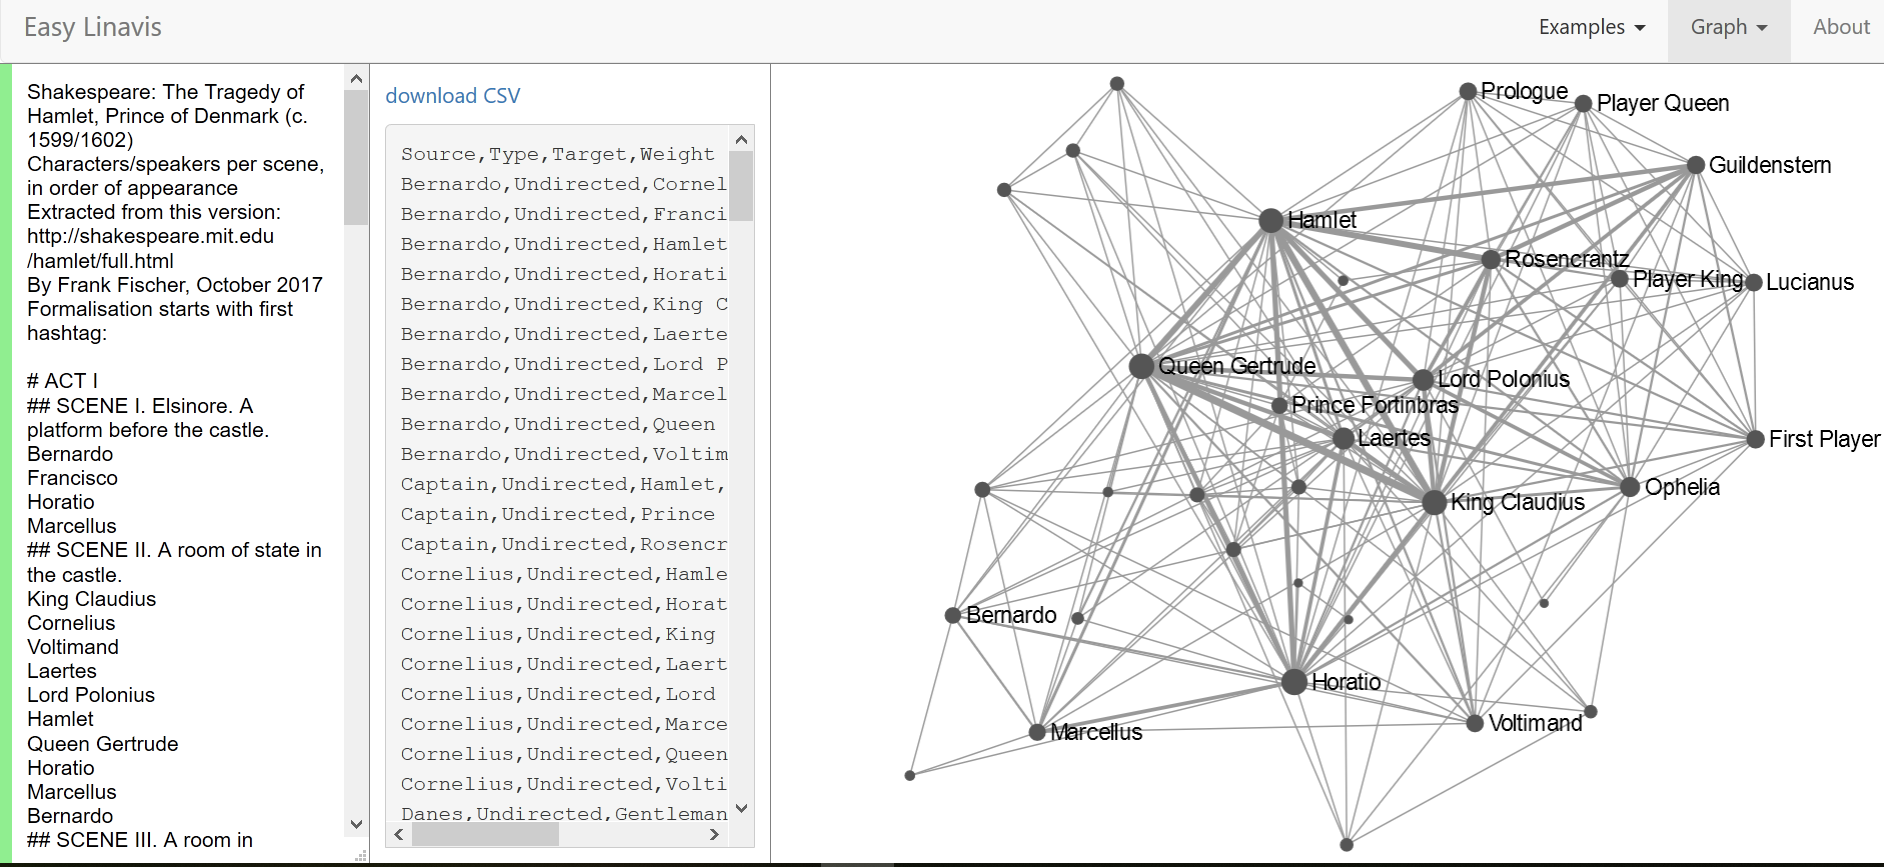 Easy Linavis
Examples
Graph
About
Shakespeare: The Tragedy of
Hamlet, Prince of Denmark (c.
1599/1602)
Characters/speakers per scene,
in order of appearance
Extracted from this version:
http://shakespeare.mit.edu
/hamlet/full.html
By Frank Fischer, October 2017
Formalisation starts with first
hashtag:
# ACT I
## SCENE I. Elsinore. A
platform before the castle.
Bernardo
Francisco
Horatio
Marcellus
## SCENE II. A room of state in
the castle.
King Claudius
Cornelius
Voltimand
Laertes
Lord Polonius
Hamlet
Queen Gertrude
Horatio
Marcellus
Bernardo
## SCENE III. A room in
download CSV
Source,Type,Target,Weight
Bernardo,Undirected,Cornel
Bernardo,Undirected,Franci
Bernardo,Undirected,Hamlet
Bernardo,Undirected,Horati
Bernardo,Undirected,King C
Bernardo,Undirected,Laerte
Bernardo,Undirected,Lord P
Bernardo,Undirected,Marcel
Bernardo,Undirected,Queen
Bernardo,Undirected,Voltim
Captain,Undirected,Hamlet,
Captain,Undirected,Prince
Captain,Undirected,Rosencr
Cornelius,Undirected,Hamle
Cornelius,Undirected,Horat
Cornelius,Undirected,King
Cornelius,Undirected,Laert
Cornelius,Undirected,Lord
Cornelius,Undirected,Marce
Cornelius,Undirected,Queen
Cornelius,Undirected,Volti
Danes,Undirected,Gentleman
Prologue
Player Queen
Guildenstern
Hamlet
Rosencrantz
Player King
Lucianus
Queen Gertrude
Lord Polonius
Prince Fortinbras
Laertes
First Player
Ophelia
King Claudius
Bernardo
Horatio
Voltimand
Marcellus